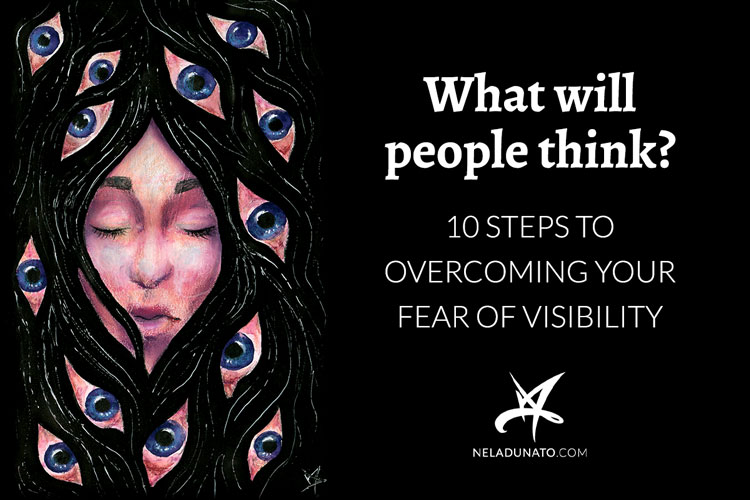 What will
people think?
10 STEPS TO
OVERCOMING YOUR
FEAR OF VISIBILITY
NELADUNATO.COM